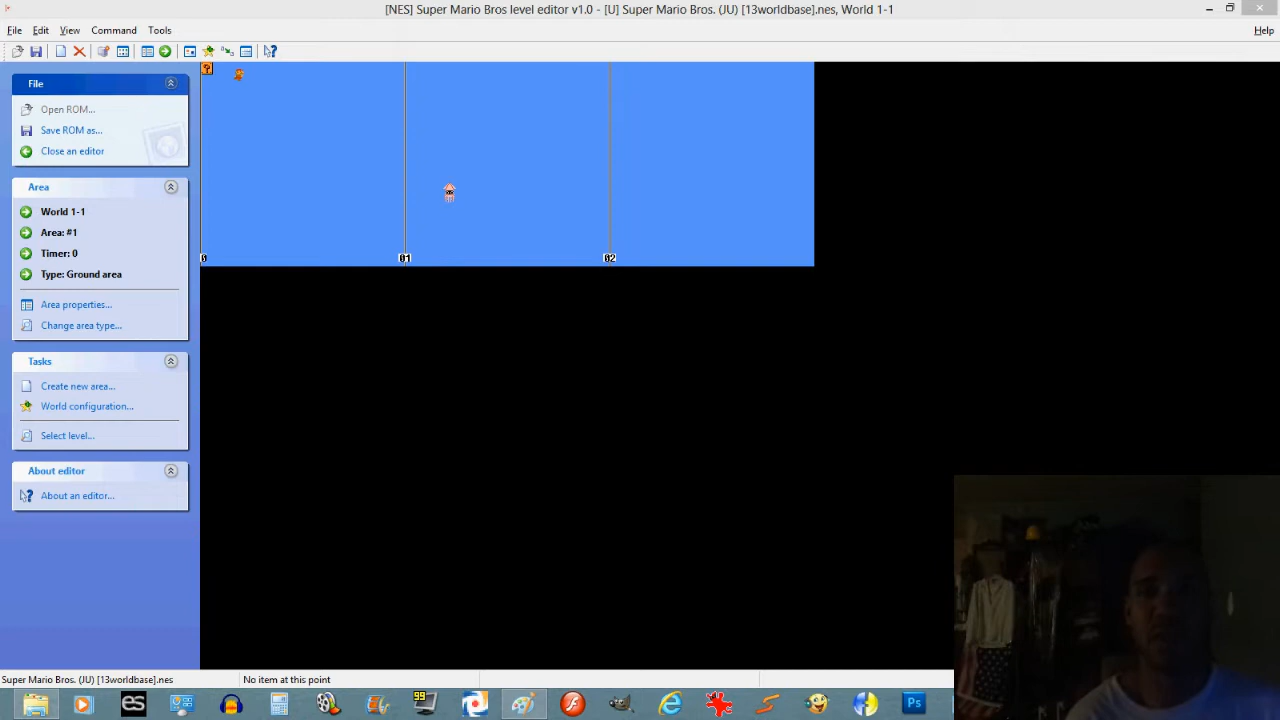 [NES] Super Mario Bros level editor v1.0 - [U] Super Mario Bros. (JU) [13worldbase].nes, World 1-1
File Edit View Command Tools Help
File
Open ROM...
Save ROM as...
Close an editor
Area
World 1-1
Area: #1
Timer: 0
Type: Ground area
Area properties...
Change area type...
Tasks
Create new area...
World configuration...
Select level...
About editor
About an editor...
?
0 01 02
Super Mario Bros. (JU) [13worldbase].nes No item at this point
es 99 Ps